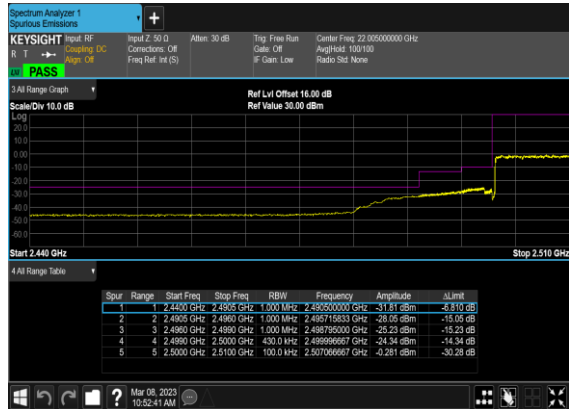 Spectrum Analyzer 1
Spurious Emissions
KEYSIGHT
R T
Input: RF
Coupling: DC
Align: Off
Input Z: 50 Ω
Corrections: Off
Freq Ref: Int (S)
Atten: 30 dB
Trig: Free Run
Gate: Off
IF Gain: Low
Center Freq: 22.005000000 GHz
Avg|Hold: 100/100
Radio Std: None
PASS
3 All Range Graph
Scale/Div 10.0 dB
Ref Lvl Offset 16.00 dB
Ref Value 30.00 dBm
Log
20.0
10.0
0.00
-10.0
-20.0
-30.0
-40.0
-50.0
-60.0
Start 2.440 GHz
Stop 2.510 GHz
4 All Range Table
Spur Range Start Freq Stop Freq RBW Frequency Amplitude ΔLimit
1 1 2.4400 GHz 2.4905 GHz 1.000 MHz 2.490500000 GHz -31.81 dBm -6.810 dB
2 2 2.4905 GHz 2.4960 GHz 1.000 MHz 2.495715833 GHz -28.05 dBm -15.05 dB
3 3 2.4960 GHz 2.4990 GHz 1.000 MHz 2.498795000 GHz -25.23 dBm -15.23 dB
4 4 2.4990 GHz 2.5000 GHz 430.0 kHz 2.499996667 GHz -24.34 dBm -14.34 dB
5 5 2.5000 GHz 2.5100 GHz 100.0 kHz 2.507066667 GHz -0.281 dBm -30.28 dB
?
Mar 08, 2023
10:52:41 AM